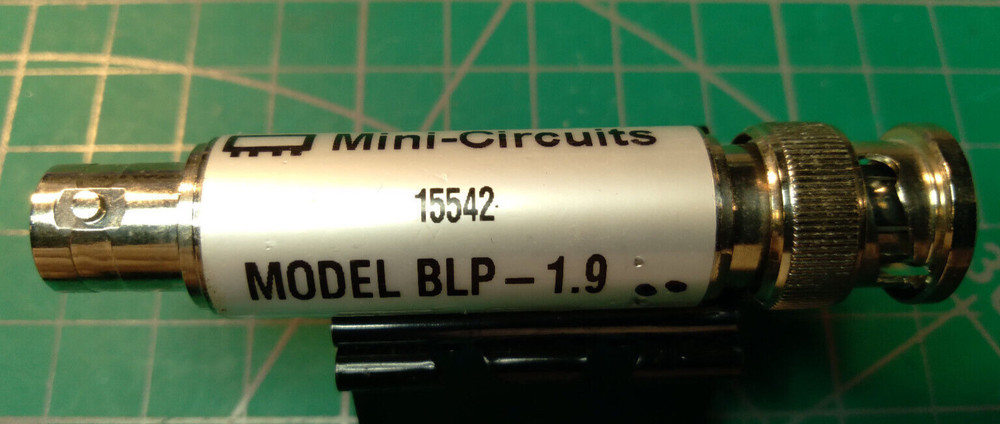 Mini-Circuits
15542
MODEL BLP-1.9